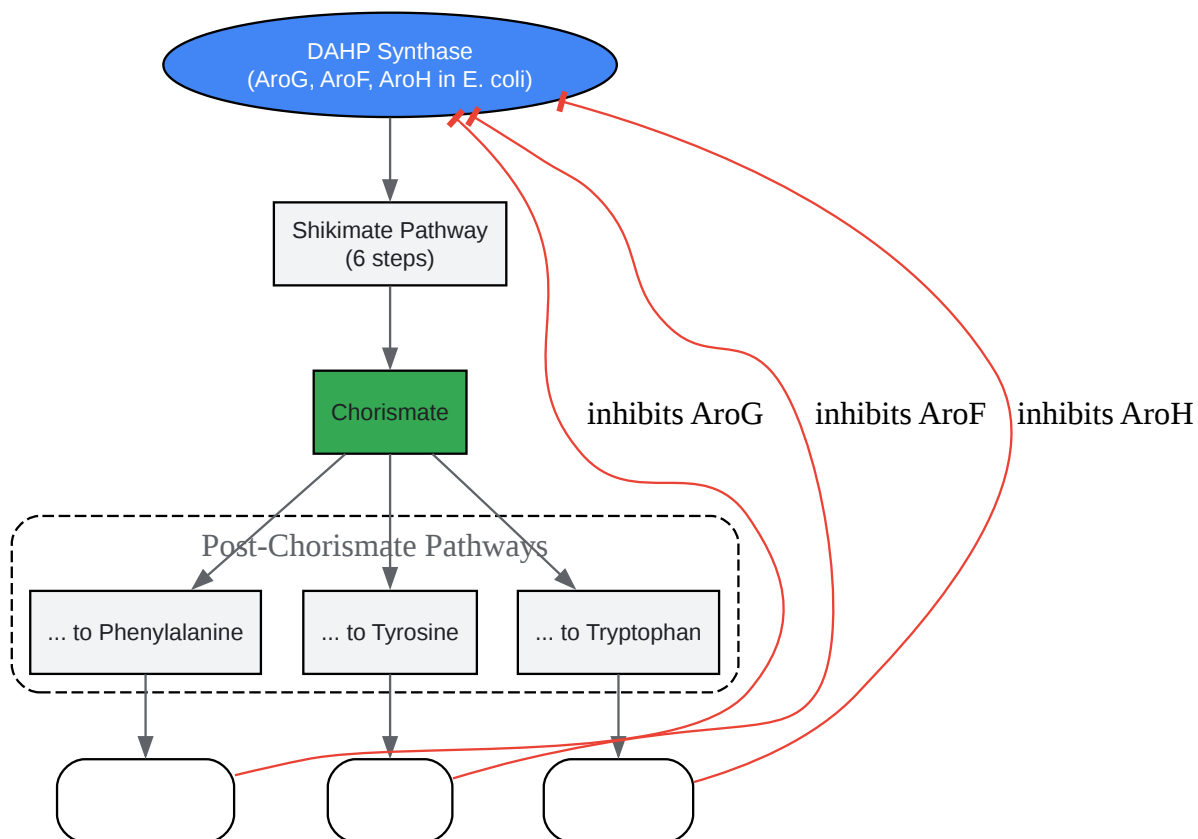 DAHP Synthase
(AroG, AroF, AroH in E. coli)
Shikimate Pathway
(6 steps)
Chorismate
inhibits AroG
inhibits AroF
inhibits AroH
Post-Chorismate Pathways
... to Phenylalanine
... to Tyrosine
... to Tryptophan